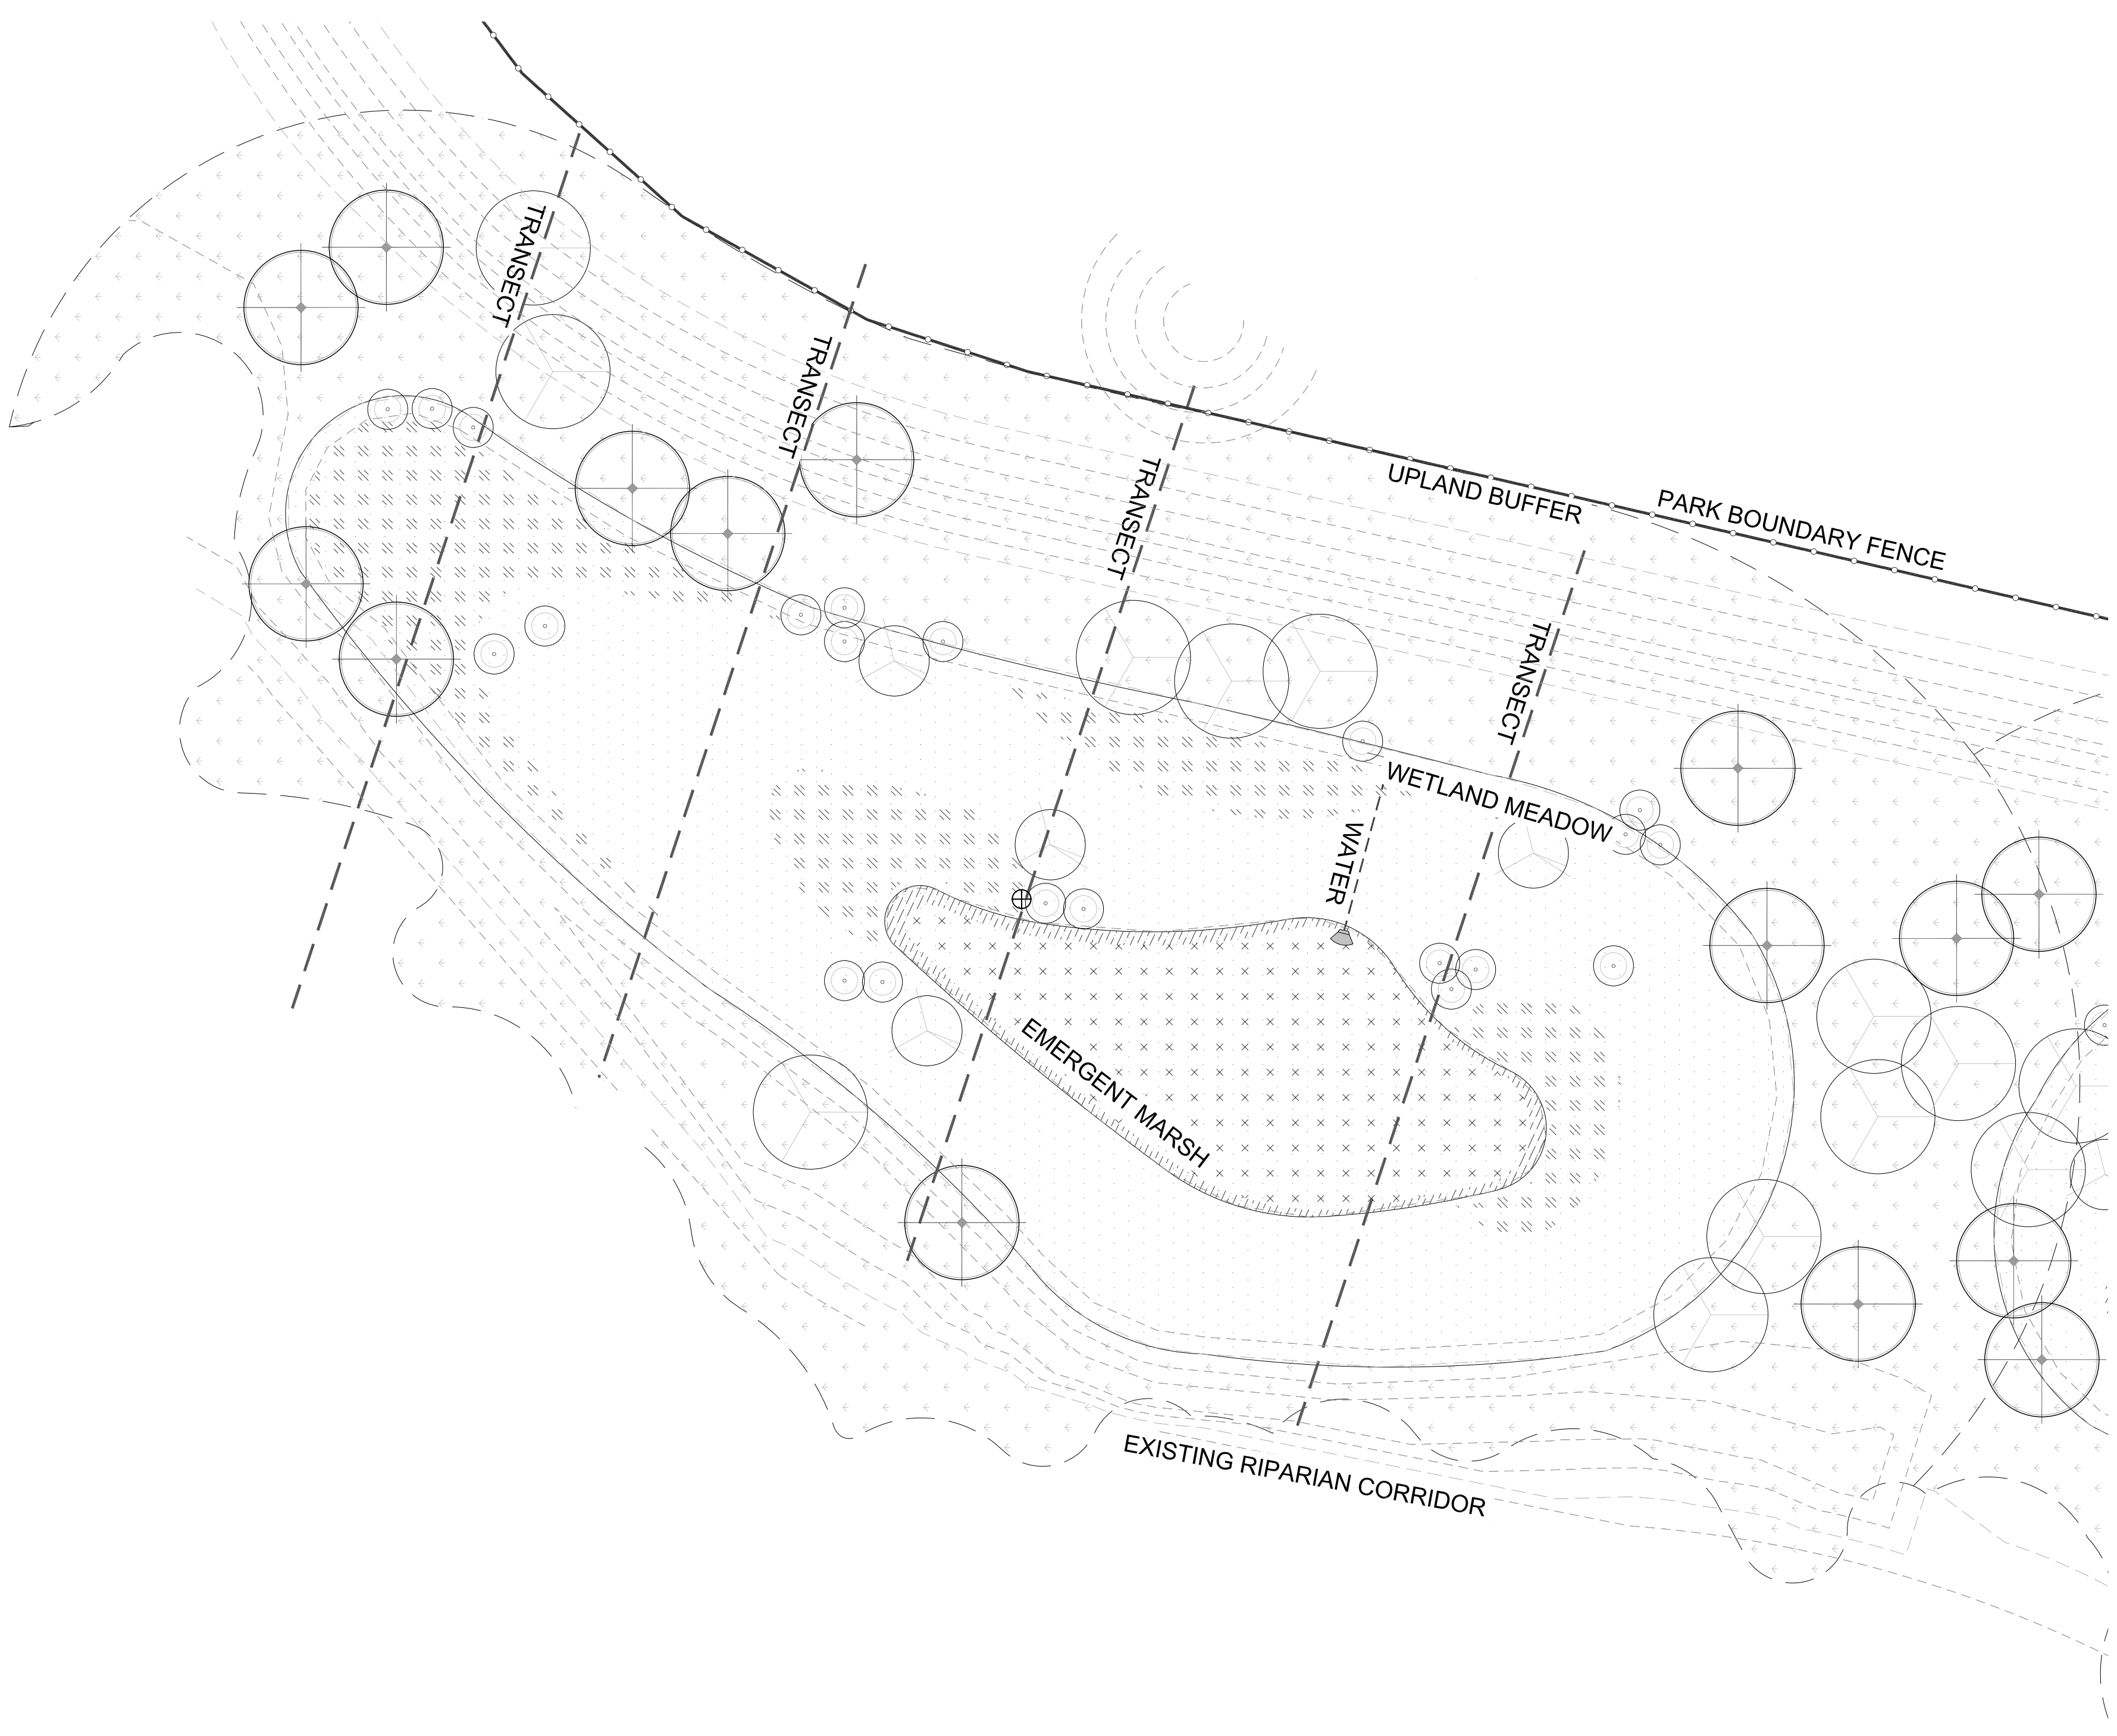 TRANSECT
TRANSECT
TRANSECT
UPLAND BUFFER
PARK BOUNDARY FENCE
TRANSECT
WETLAND MEADOW
WATER
EMERGENT MARSH
EXISTING RIPARIAN CORRIDOR